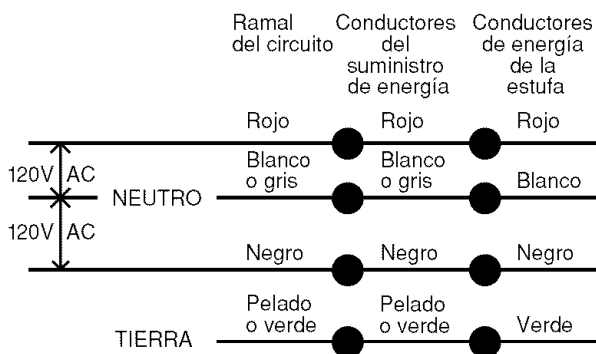 Ramal
del circuito
Conductores
del
suministro
de energía
Conductores
de energía
de la
estufa
Rojo
Rojo
Rojo
120V AC
Blanco
o gris
Blanco
o gris
Blanco
NEUTRO
120V AC
Negro
Negro
Negro
Pelado
o verde
Pelado
o verde
Verde
TIERRA